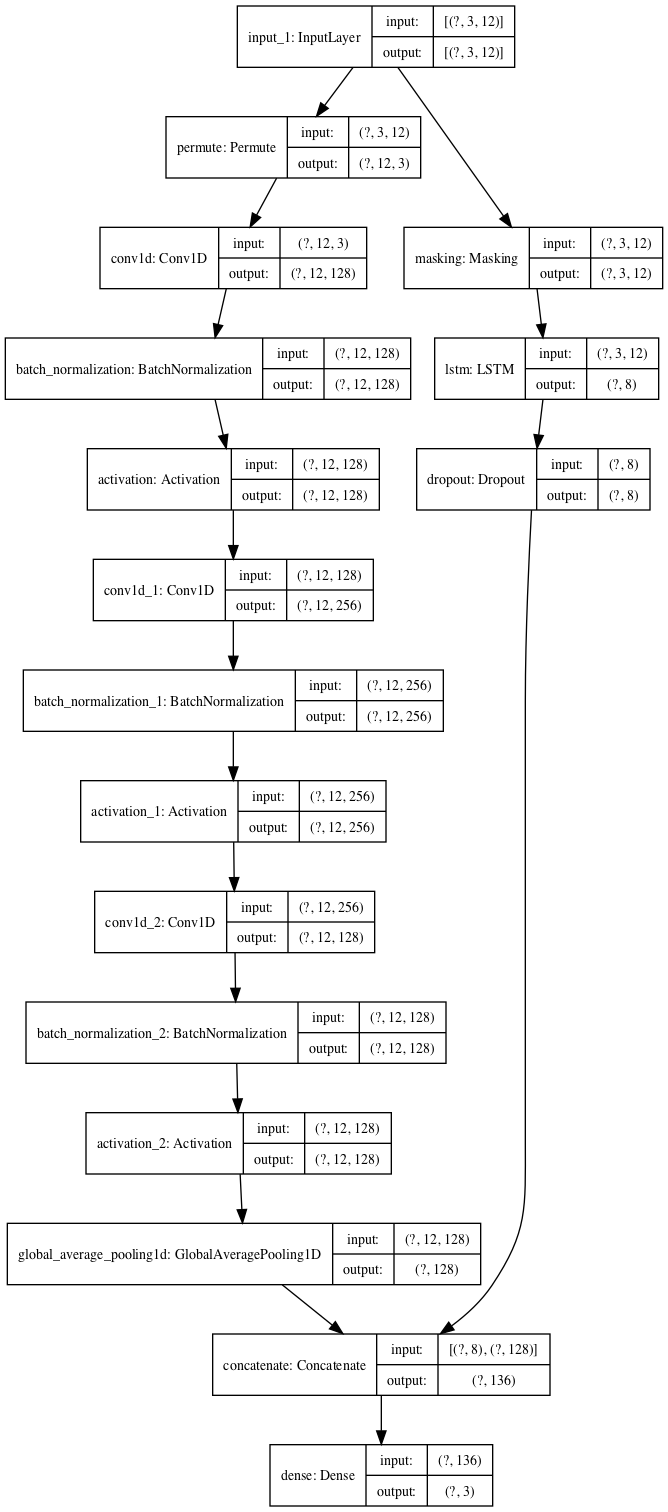 input_1: InputLayer
input: [(?, 3, 12)]
output: [(?, 3, 12)]
permute: Permute
input: (?, 3, 12)
output: (?, 12, 3)
conv1d: Conv1D
input: (?, 12, 3)
output: (?, 12, 128)
masking: Masking
input: (?, 3, 12)
output: (?, 3, 12)
batch_normalization: BatchNormalization
input: (?, 12, 128)
output: (?, 12, 128)
lstm: LSTM
input: (?, 3, 12)
output: (?, 8)
activation: Activation
input: (?, 12, 128)
output: (?, 12, 128)
dropout: Dropout
input: (?, 8)
output: (?, 8)
conv1d_1: Conv1D
input: (?, 12, 128)
output: (?, 12, 256)
batch_normalization_1: BatchNormalization
input: (?, 12, 256)
output: (?, 12, 256)
activation_1: Activation
input: (?, 12, 256)
output: (?, 12, 256)
conv1d_2: Conv1D
input: (?, 12, 256)
output: (?, 12, 128)
batch_normalization_2: BatchNormalization
input: (?, 12, 128)
output: (?, 12, 128)
activation_2: Activation
input: (?, 12, 128)
output: (?, 12, 128)
global_average_pooling1d: GlobalAveragePooling1D
input: (?, 12, 128)
output: (?, 128)
concatenate: Concatenate
input: [(?, 8), (?, 128)]
output: (?, 136)
dense: Dense
input: (?, 136)
output: (?, 3)